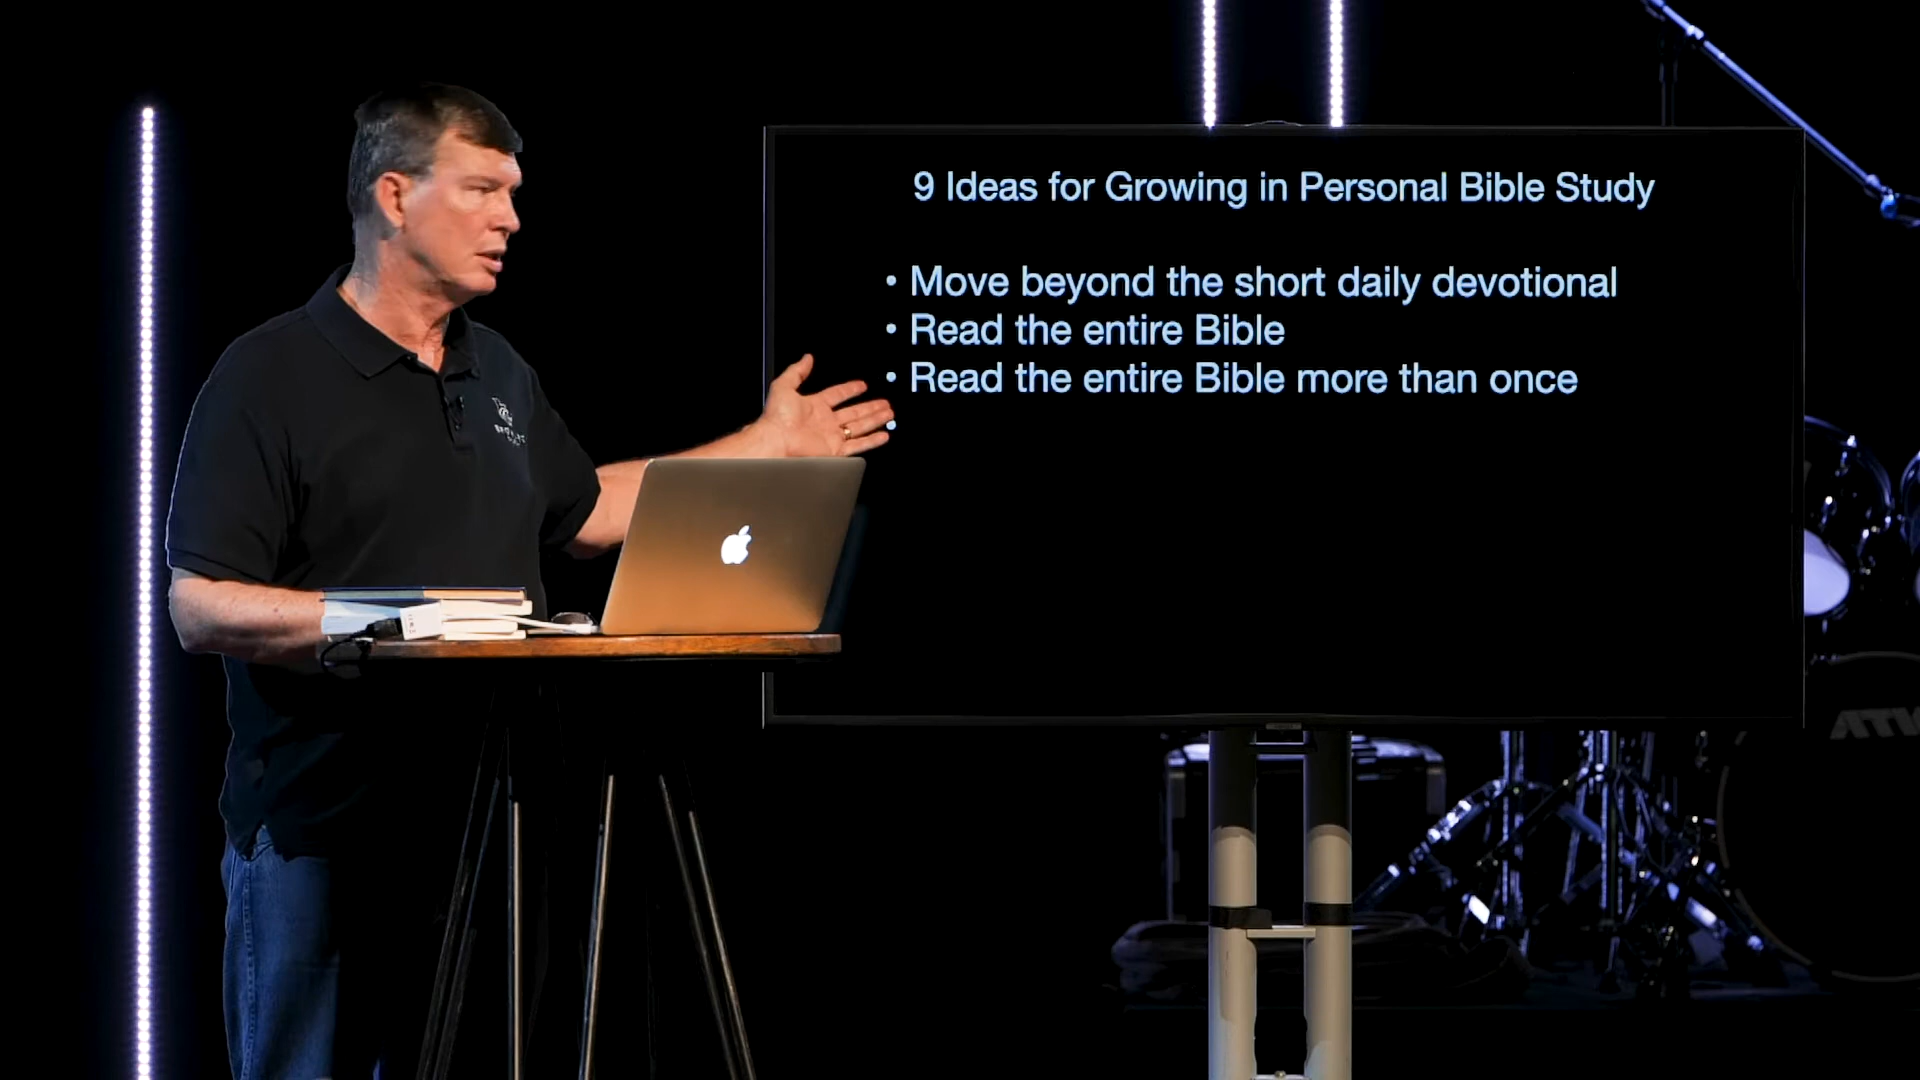 9 Ideas for Growing in Personal Bible Study
• Move beyond the short daily devotional
• Read the entire Bible
• Read the entire Bible more than once
•